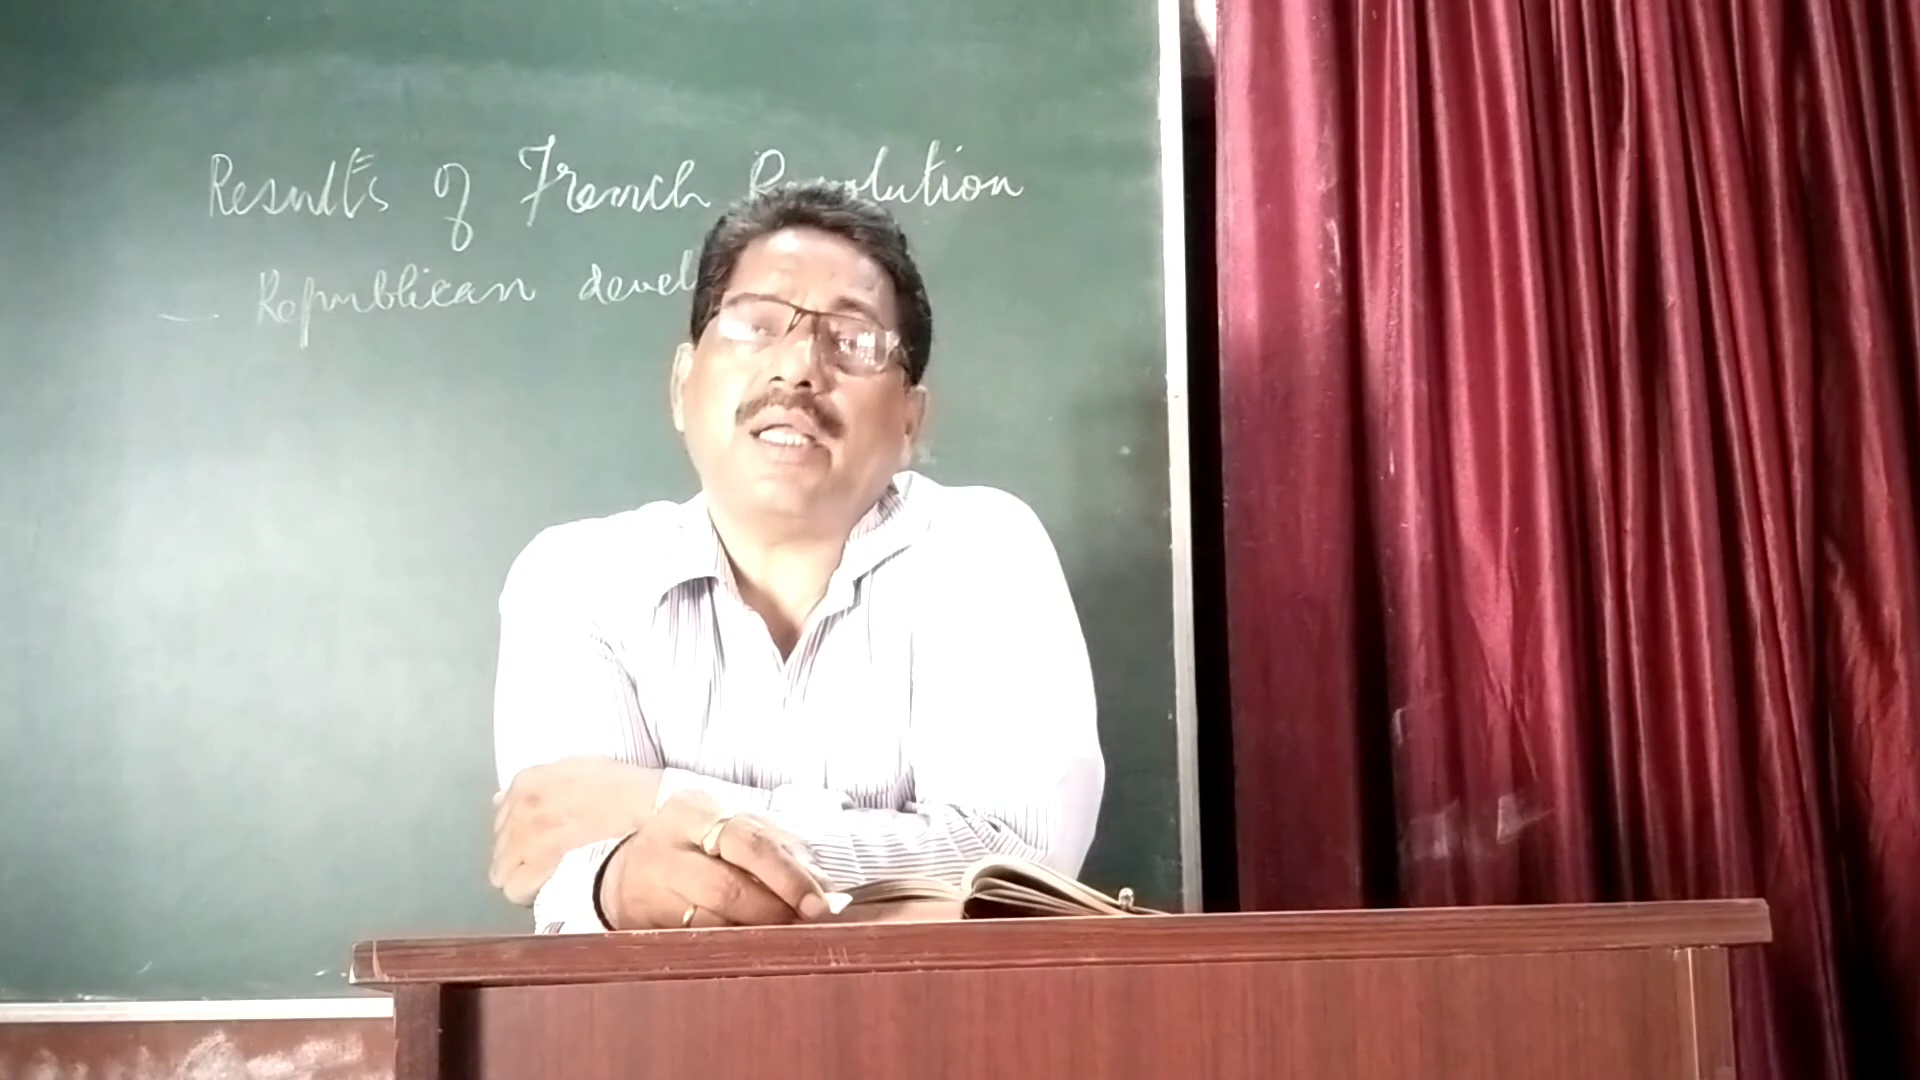 Results of French Revolution
— Republican devel